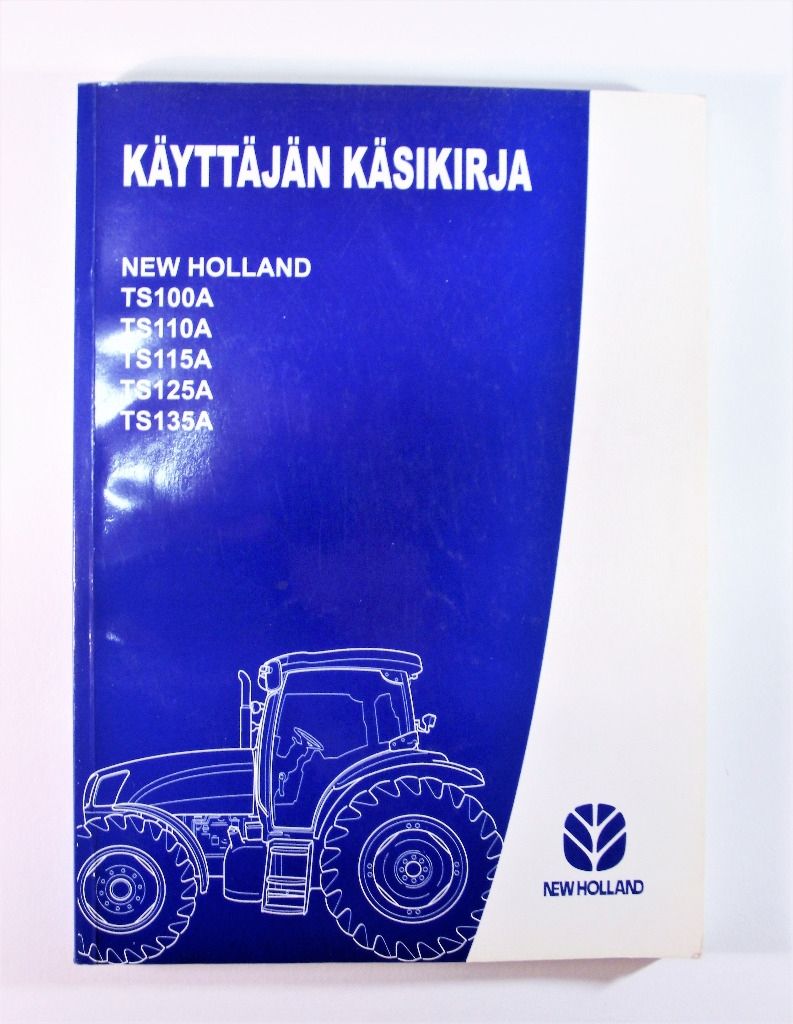 KÄYTTÄJÄN KÄSIKIRJA
NEW HOLLAND
TS100A
TS110A
TS115A
TS125A
TS135A
NEW HOLLAND